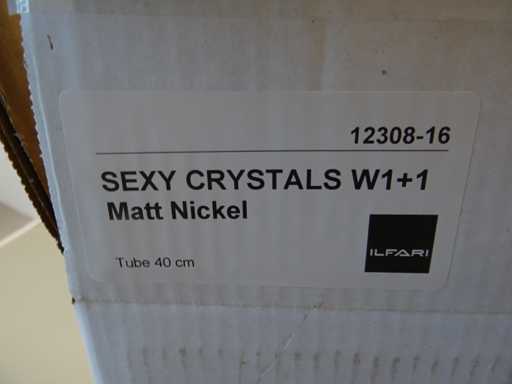 12308-16
SEXY CRYSTALS W1+1
Matt Nickel
ILFARI
Tube 40 cm